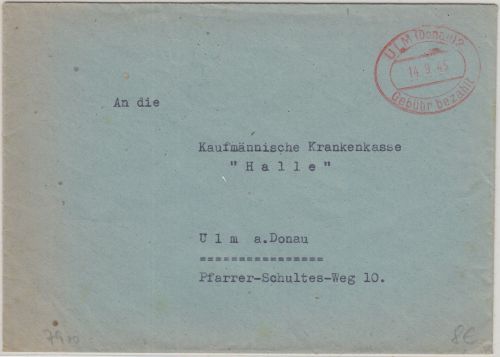 ULM (Donau) 2
14.9.45
Gebühr bezahlt
An die
Kaufmännische Krankenkasse
"Halle"
Ulm a.Donau
================
Pfarrer-Schultes-Weg 10.
8€